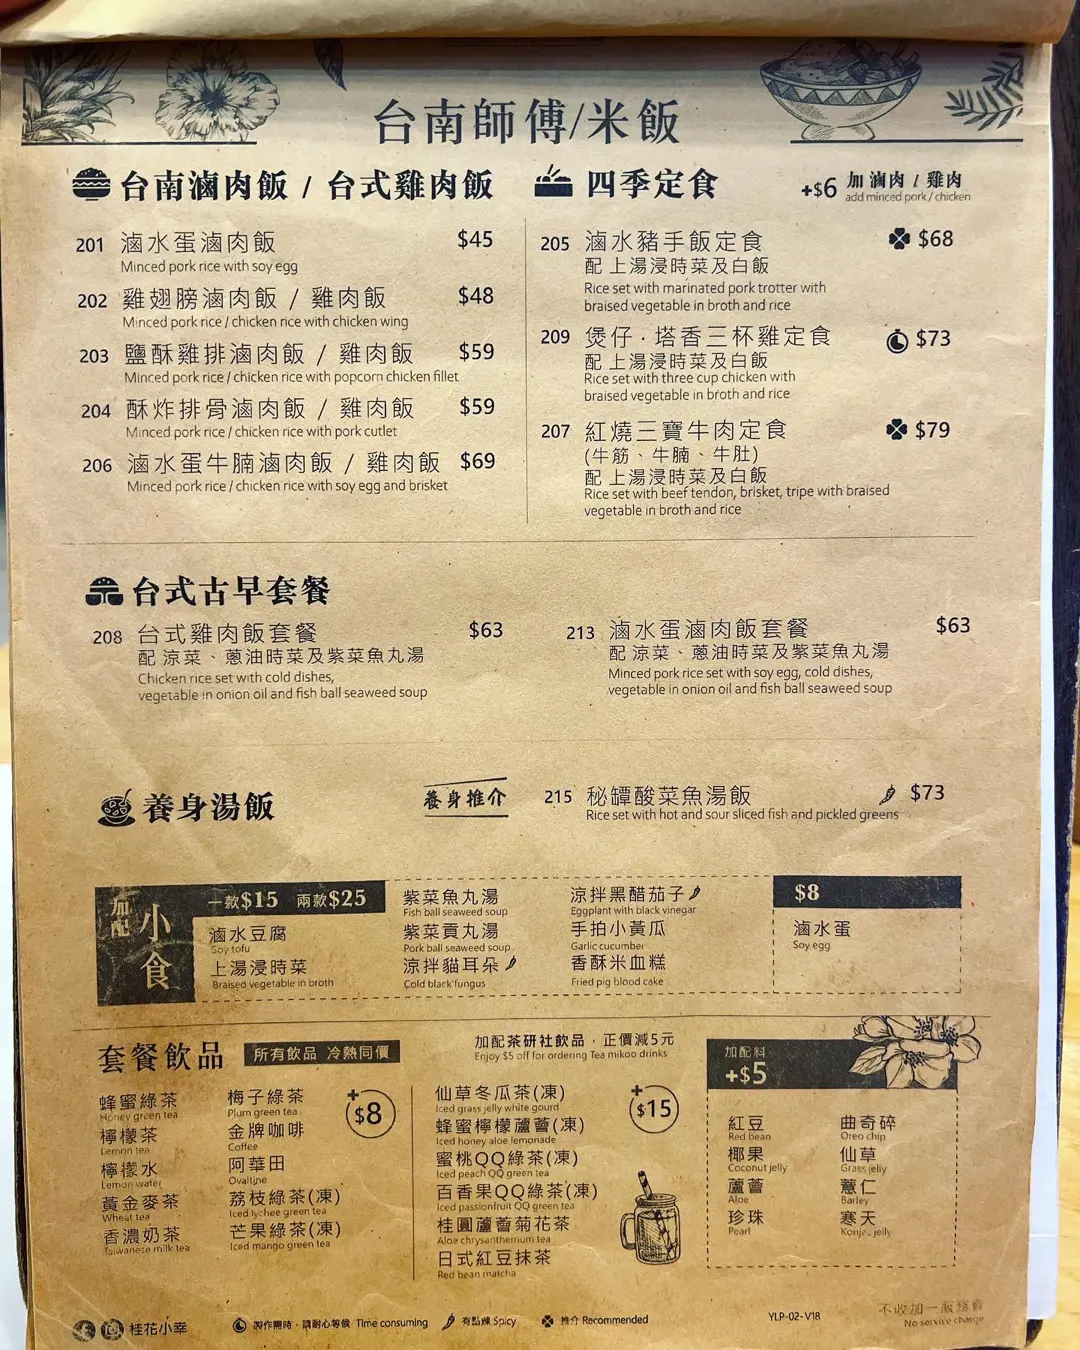 台南師傅/米飯
台南滷肉飯 / 台式雞肉飯
201 滷水蛋滷肉飯 $45
Minced pork rice with soy egg
202 雞翅膀滷肉飯 / 雞肉飯 $48
Minced pork rice / chicken rice with chicken wing
203 鹽酥雞排滷肉飯 / 雞肉飯 $59
Minced pork rice / chicken rice with popcorn chicken fillet
204 酥炸排骨滷肉飯 / 雞肉飯 $59
Minced pork rice / chicken rice with pork cutlet
206 滷水蛋牛腩滷肉飯 / 雞肉飯 $69
Minced pork rice / chicken rice with soy egg and brisket
四季定食
+$6 加滷肉 / 雞肉
add minced pork / chicken
205 滷水豬手飯定食 $68
配 上湯浸時菜及白飯
Rice set with marinated pork trotter with
braised vegetable in broth and rice
209 煲仔 · 塔香三杯雞定食 $73
配 上湯浸時菜及白飯
Rice set with three cup chicken with
braised vegetable in broth and rice
207 紅燒三寶牛肉定食 $79
(牛筋、牛腩、牛肚)
配 上湯浸時菜及白飯
Rice set with beef tendon, brisket, tripe with braised
vegetable in broth and rice
台式古早套餐
208 台式雞肉飯套餐 $63
配 涼菜、蔥油時菜及紫菜魚丸湯
Chicken rice set with cold dishes,
vegetable in onion oil and fish ball seaweed soup
213 滷水蛋滷肉飯套餐 $63
配 涼菜、蔥油時菜及紫菜魚丸湯
Minced pork rice set with soy egg, cold dishes,
vegetable in onion oil and fish ball seaweed soup
養身湯飯
養身推介
215 秘罈酸菜魚湯飯 $73
Rice set with hot and sour sliced fish and pickled greens
加配
小食
一款$15 兩款$25
滷水豆腐
Soy tofu
上湯浸時菜
Braised vegetable in broth
紫菜魚丸湯
Fish ball seaweed soup
紫菜貢丸湯
Pork ball seaweed soup
涼拌貓耳朵
Cold black fungus
涼拌黑醋茄子
Eggplant with black vinegar
手拍小黃瓜
Garlic cucumber
香酥米血糕
Fried pig blood cake
$8
滷水蛋
Soy egg
套餐飲品
所有飲品 冷熱同價
蜂蜜綠茶
Honey green tea
檸檬茶
Lemon tea
檸檬水
Lemon water
黃金麥茶
Wheat tea
香濃奶茶
Taiwanese milk tea
梅子綠茶
Plum green tea
金牌咖啡
Coffee
阿華田
Ovaltine
荔枝綠茶(凍)
Iced lychee green tea
芒果綠茶(凍)
Iced mango green tea
+
$8
加配茶研社飲品，正價減5元
Enjoy $5 off for ordering Tea mikoo drinks
仙草冬瓜茶(凍)
Iced grass jelly white gourd
蜂蜜檸檬蘆薈(凍)
Iced honey aloe lemonade
蜜桃QQ綠茶(凍)
Iced peach QQ green tea
百香果QQ綠茶(凍)
Iced passionfruit QQ green tea
桂圓蘆薈菊花茶
Aloe chrysanthemum tea
日式紅豆抹茶
Red bean matcha
+
$15
加配料
+$5
紅豆
Red bean
椰果
Coconut jelly
蘆薈
Aloe
珍珠
Pearl
曲奇碎
Oreo chip
仙草
Grass jelly
薏仁
Barley
寒天
Konjac jelly
桂花小幸
製作需時，請耐心等候 Time consuming
有點辣 Spicy
推介 Recommended
YLP-02-V18
不收加一服務費
No service charge